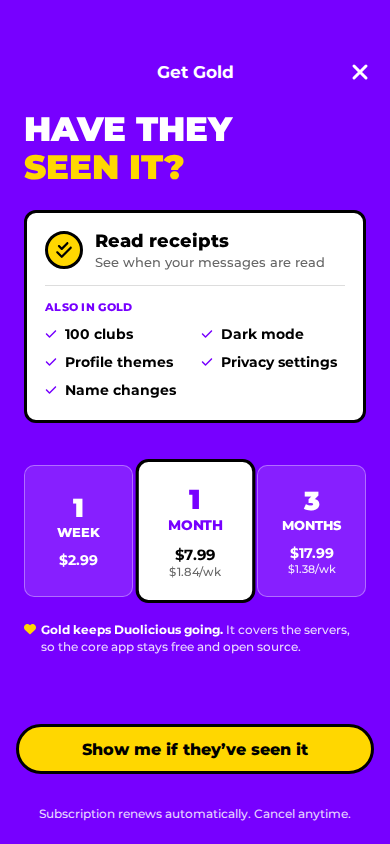 Get Gold
HAVE THEY
SEEN IT?
Read receipts
See when your messages are read
ALSO IN GOLD
100 clubs
Dark mode
Profile themes
Privacy settings
Name changes
1
WEEK
$2.99
1
MONTH
$7.99
$1.84/wk
3
MONTHS
$17.99
$1.38/wk
Gold keeps Duolicious going. It covers the servers,
so the core app stays free and open source.
Show me if they’ve seen it
Subscription renews automatically. Cancel anytime.